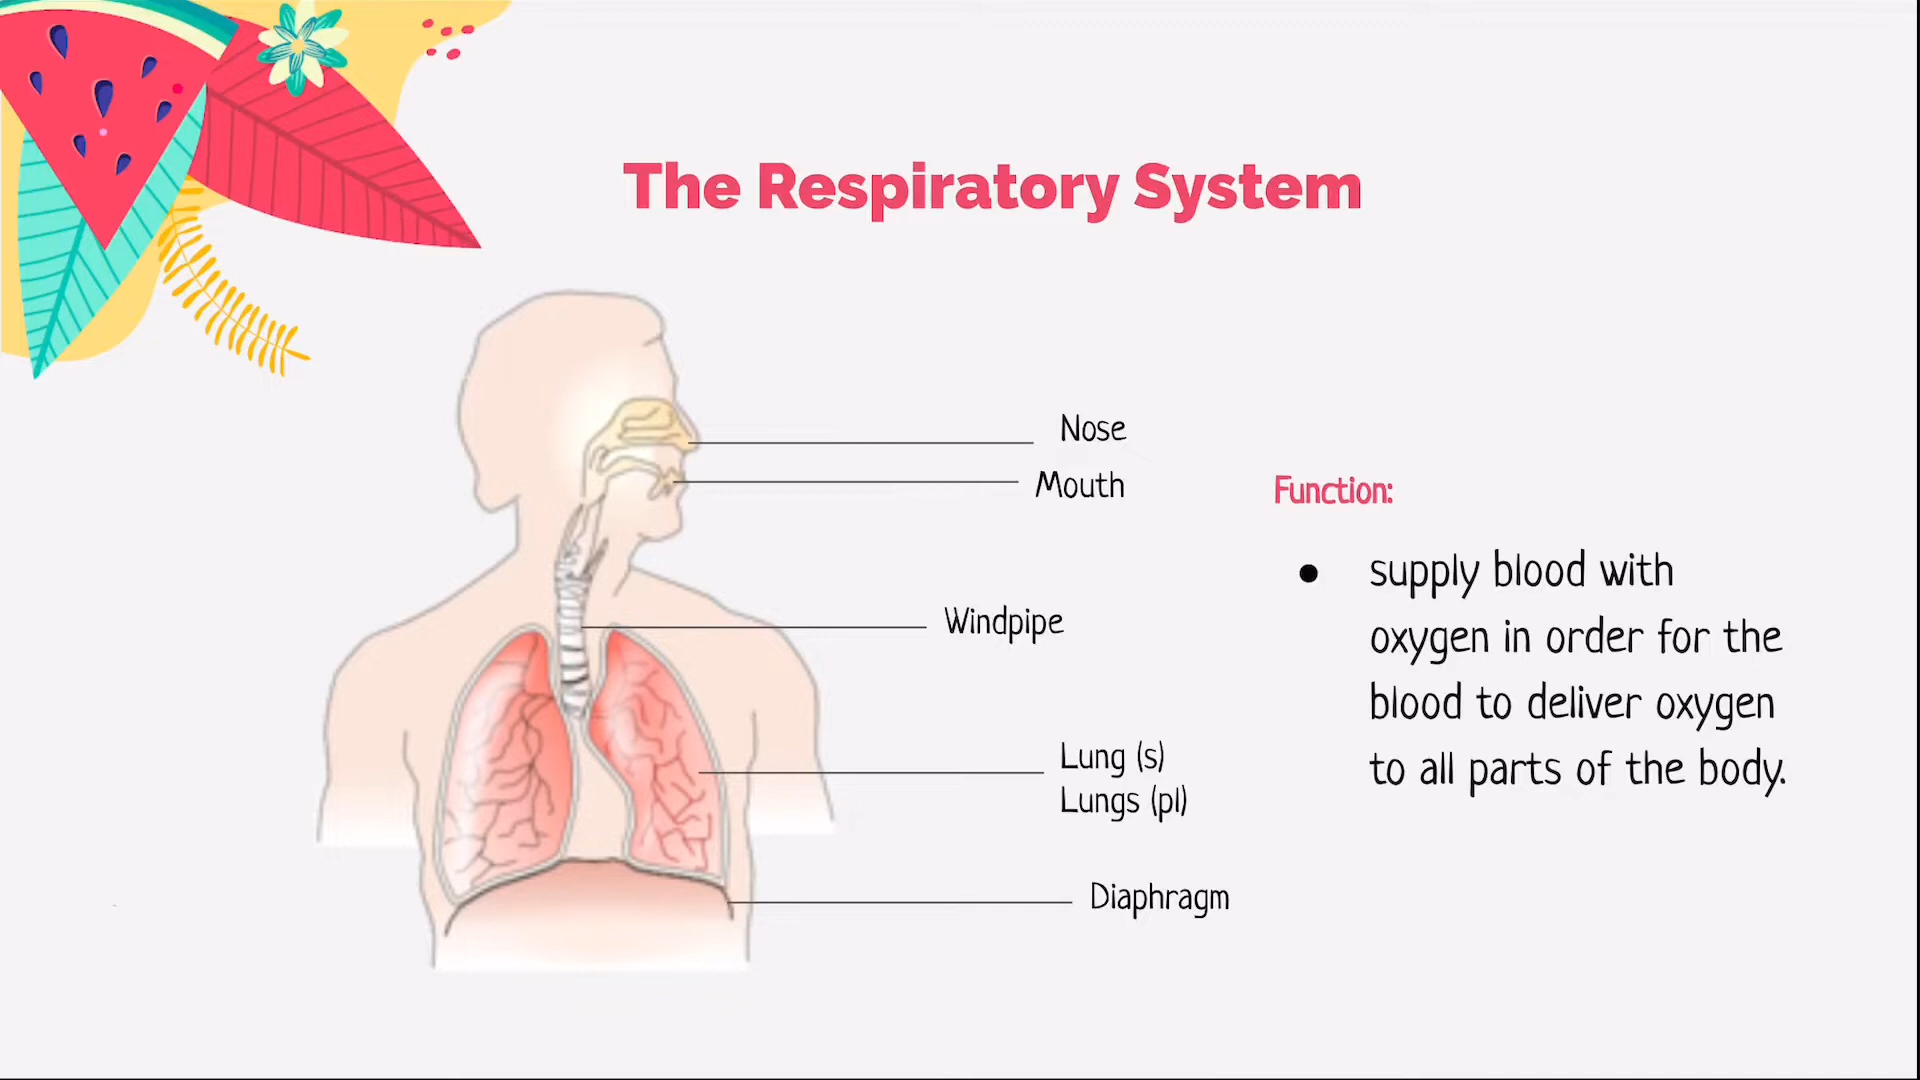 The Respiratory System
Nose
Mouth
Windpipe
Lung (s)
Lungs (pl)
Diaphragm
Function:
● supply blood with
oxygen in order for the
blood to deliver oxygen
to all parts of the body.